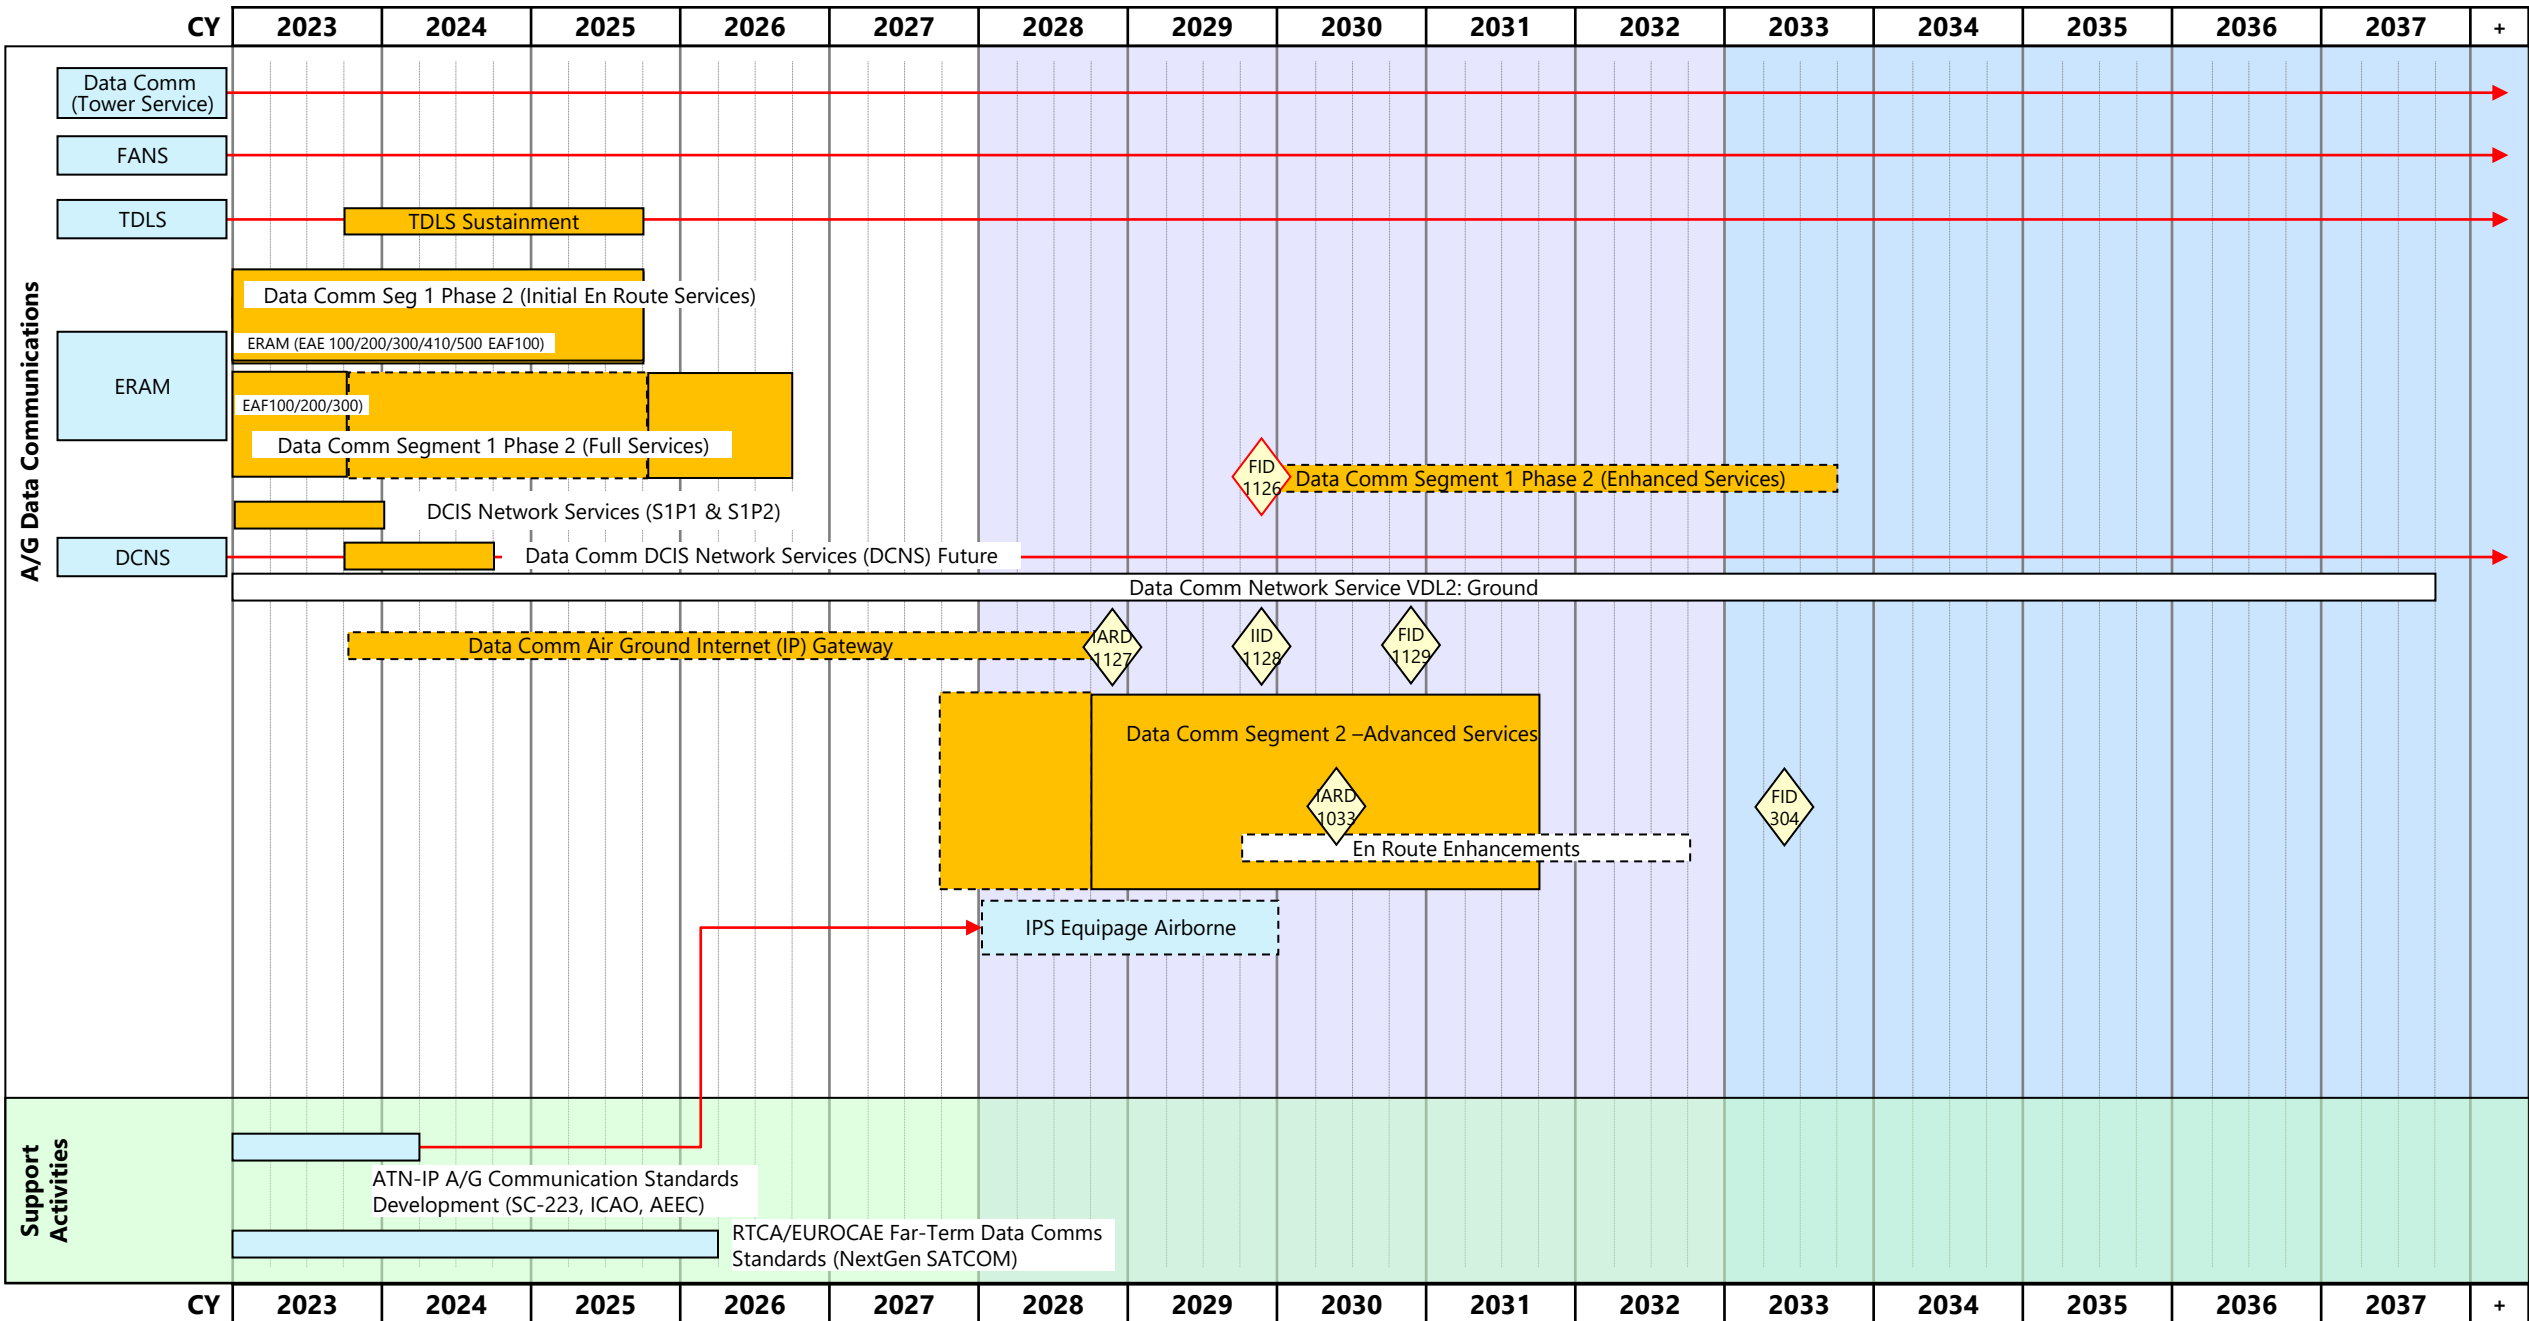 CY 2023 2024 2025 2026 2027 2028 2029 2030 2031 2032 2033 2034 2035 2036 2037 +
A/G Data Communications
Data Comm
(Tower Service)
FANS
TDLS
TDLS Sustainment
Data Comm Seg 1 Phase 2 (Initial En Route Services)
ERAM (EAE 100/200/300/410/500 EAF100)
ERAM
EAF100/200/300)
Data Comm Segment 1 Phase 2 (Full Services)
FID
1126
Data Comm Segment 1 Phase 2 (Enhanced Services)
DCIS Network Services (S1P1 & S1P2)
DCNS
Data Comm DCIS Network Services (DCNS) Future
Data Comm Network Service VDL2: Ground
Data Comm Air Ground Internet (IP) Gateway
IARD
1127
IID
1128
FID
1129
Data Comm Segment 2 –Advanced Services
IARD
1033
FID
304
En Route Enhancements
IPS Equipage Airborne
Support
Activities
ATN-IP A/G Communication Standards
Development (SC-223, ICAO, AEEC)
RTCA/EUROCAE Far-Term Data Comms
Standards (NextGen SATCOM)
CY 2023 2024 2025 2026 2027 2028 2029 2030 2031 2032 2033 2034 2035 2036 2037 +